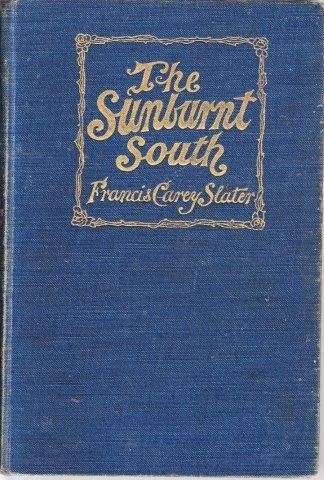 The
Sunburnt
South
Francis Carey Slater